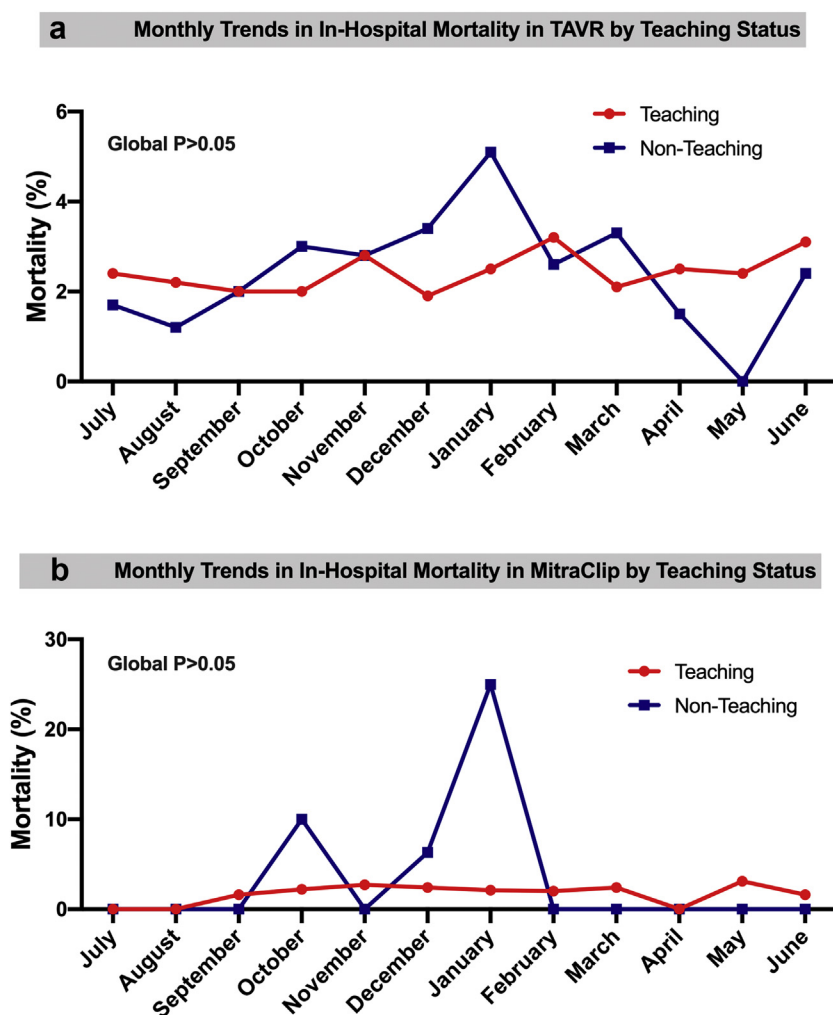 a Monthly Trends in In-Hospital Mortality in TAVR by Teaching Status
Global P>0.05
Teaching
Non-Teaching
Mortality (%)
6
4
2
0
July
August
September
October
November
December
January
February
March
April
May
June
b Monthly Trends in In-Hospital Mortality in MitraClip by Teaching Status
Global P>0.05
Teaching
Non-Teaching
Mortality (%)
30
20
10
0
July
August
September
October
November
December
January
February
March
April
May
June